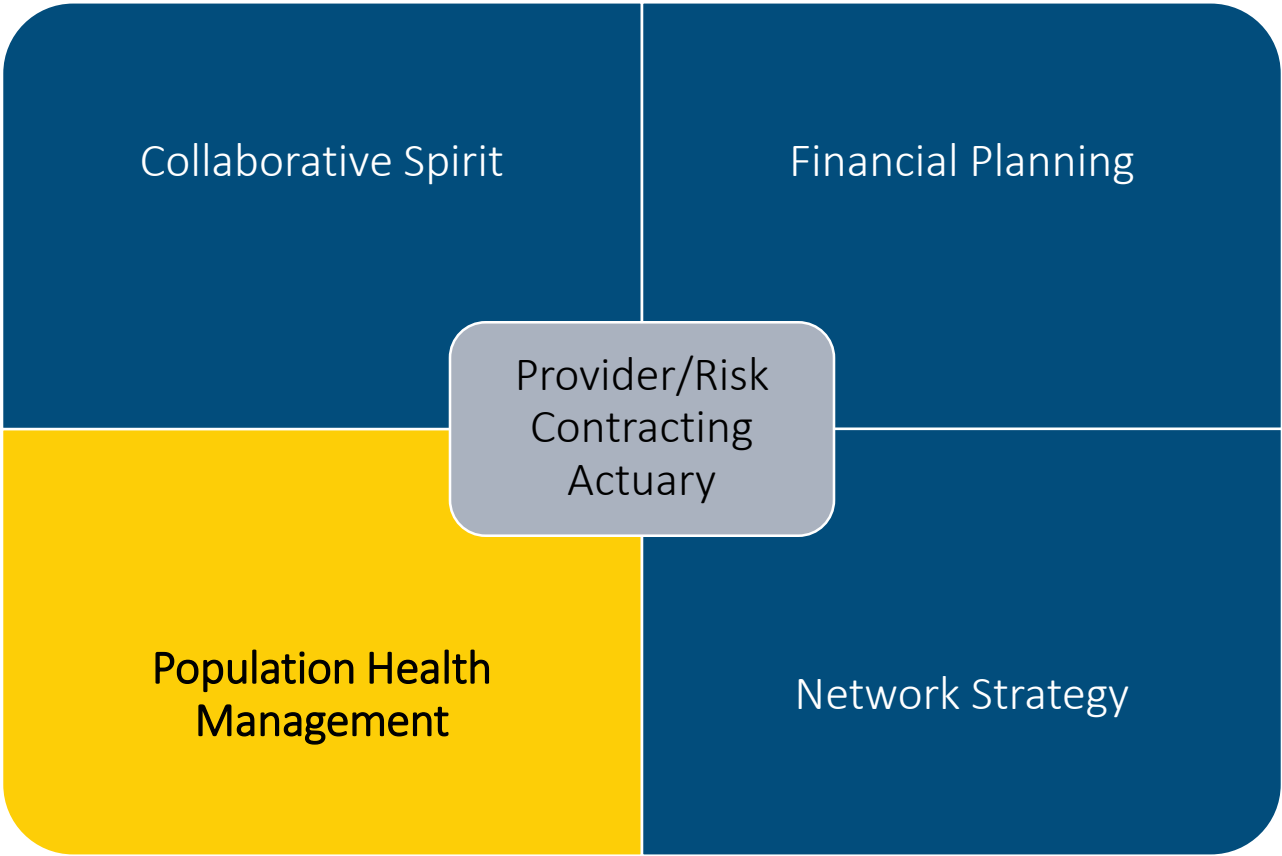 Collaborative Spirit
Financial Planning
Provider/Risk
Contracting
Actuary
Population Health
Management
Network Strategy